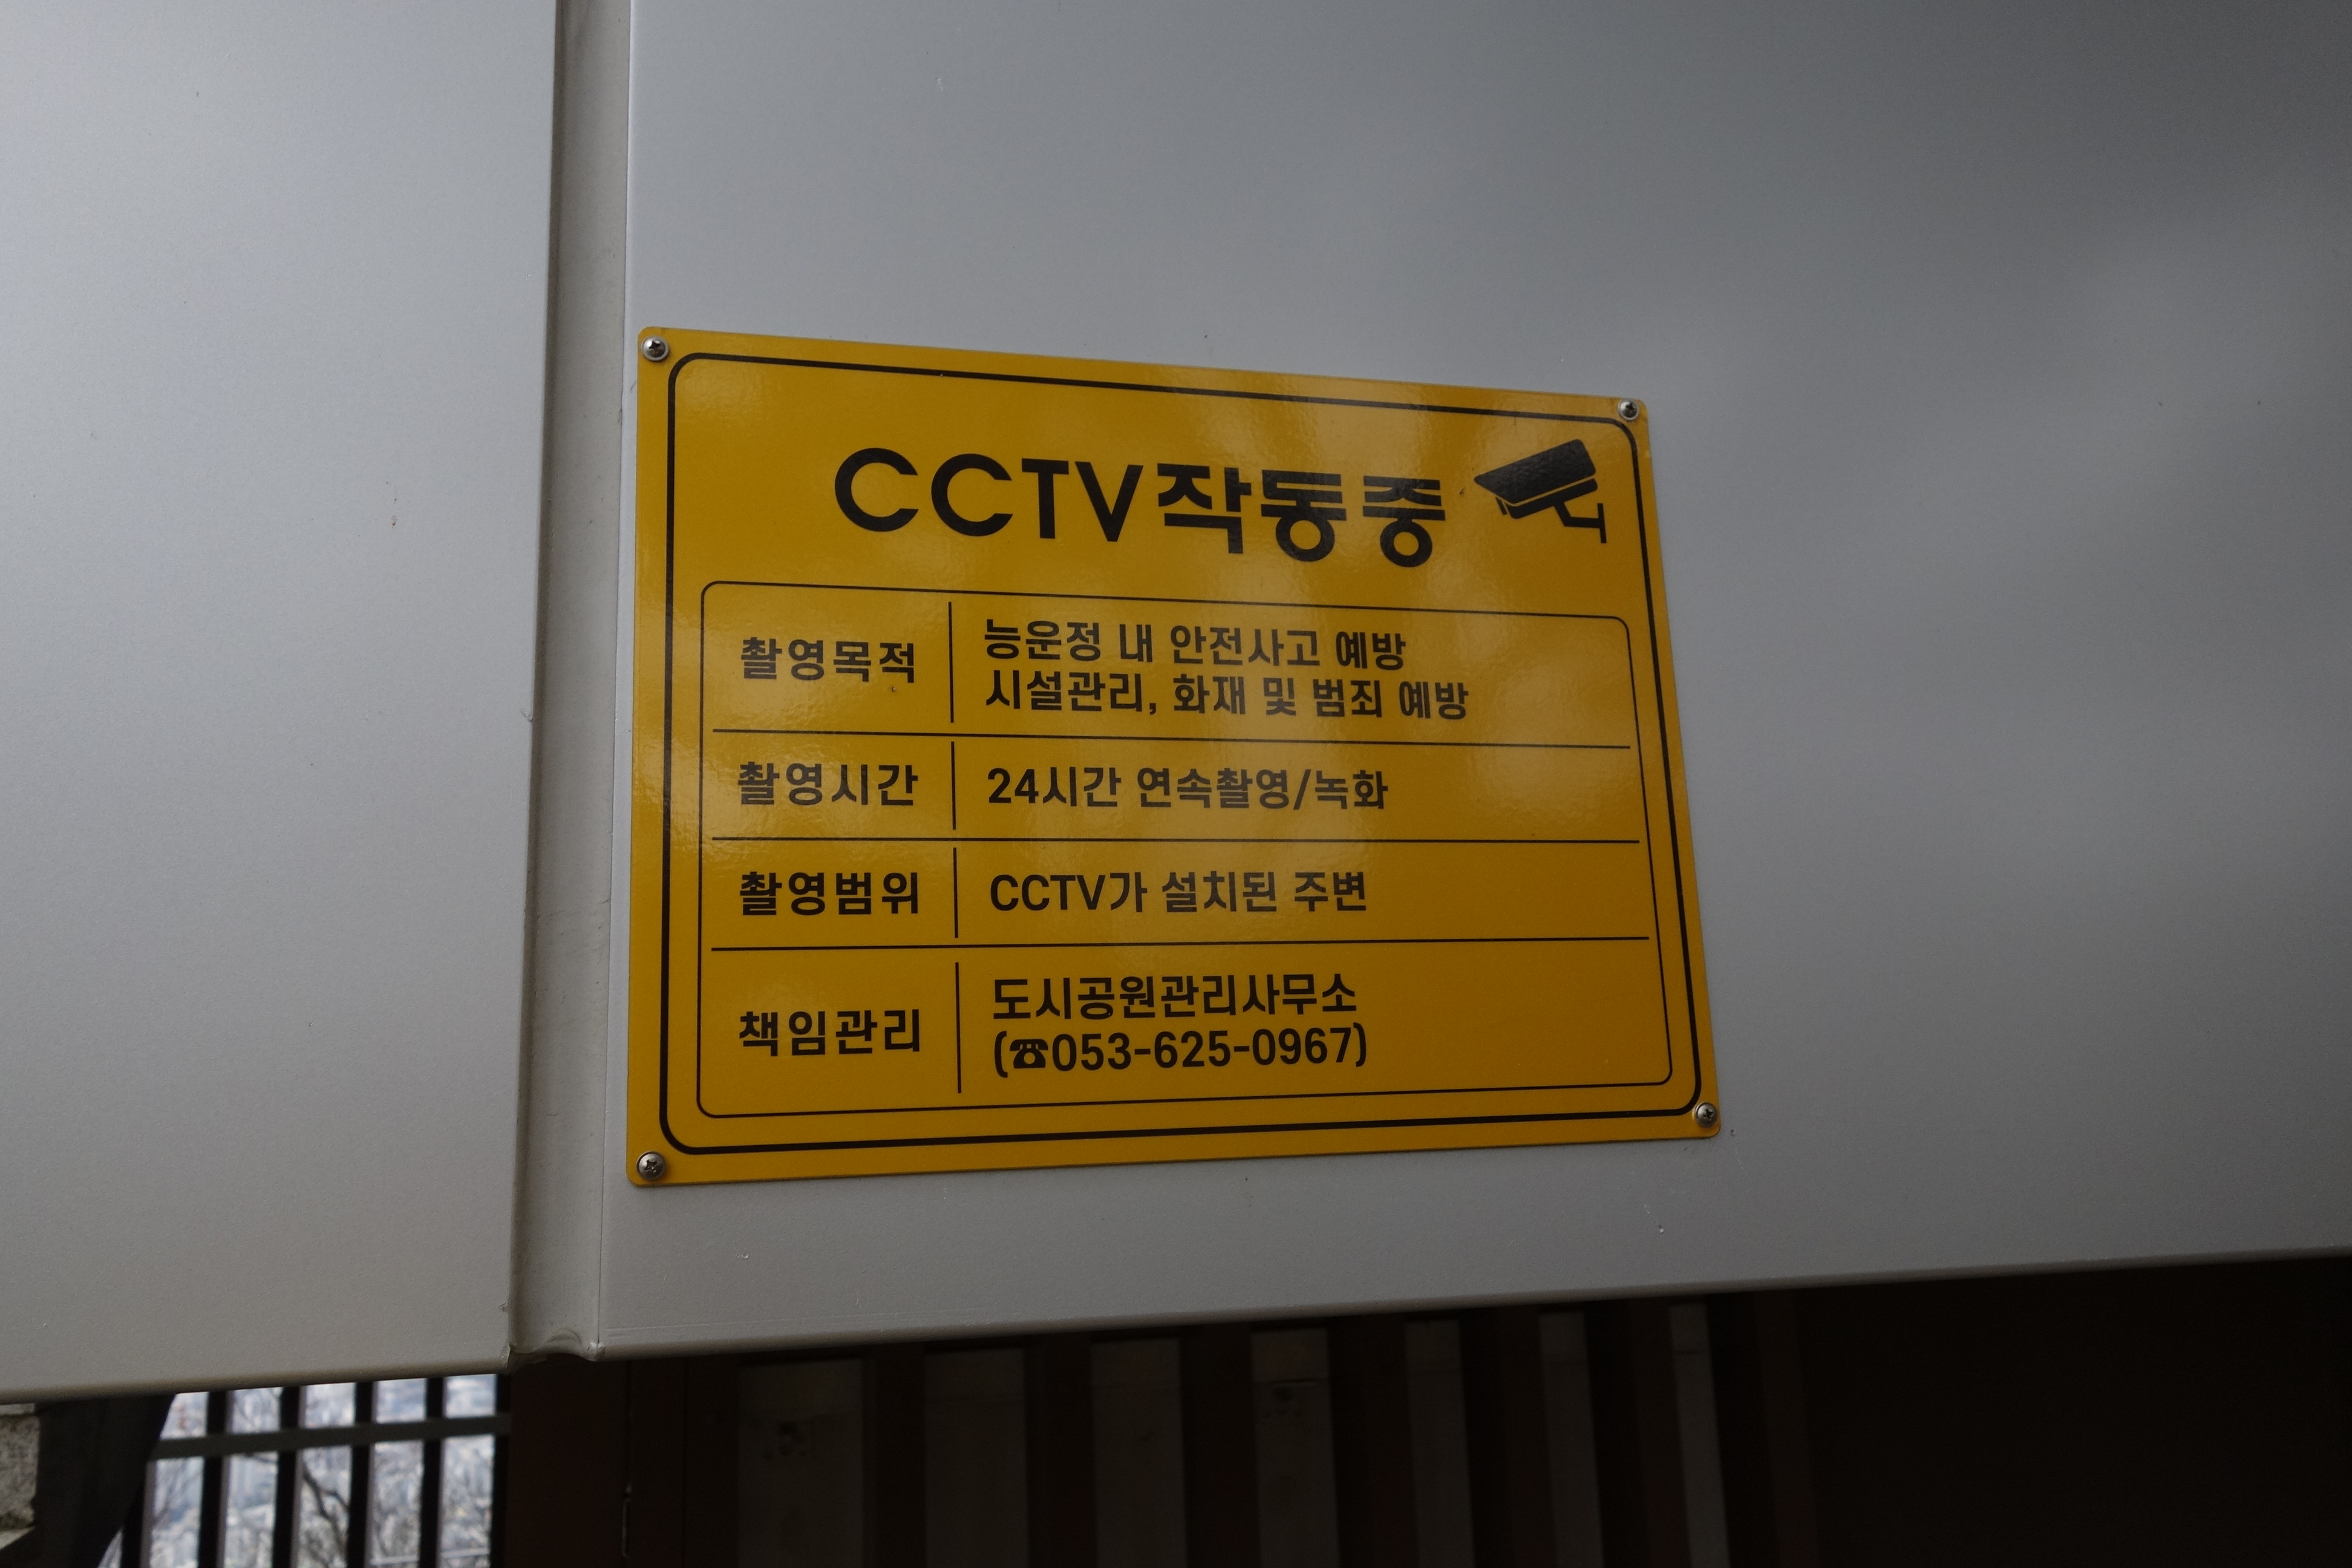 CCTV작동중
촬영목적
능운정 내 안전사고 예방
시설관리, 화재 및 범죄 예방
촬영시간
24시간 연속촬영/녹화
촬영범위
CCTV가 설치된 주변
책임관리
도시공원관리사무소
(☎053-625-0967)